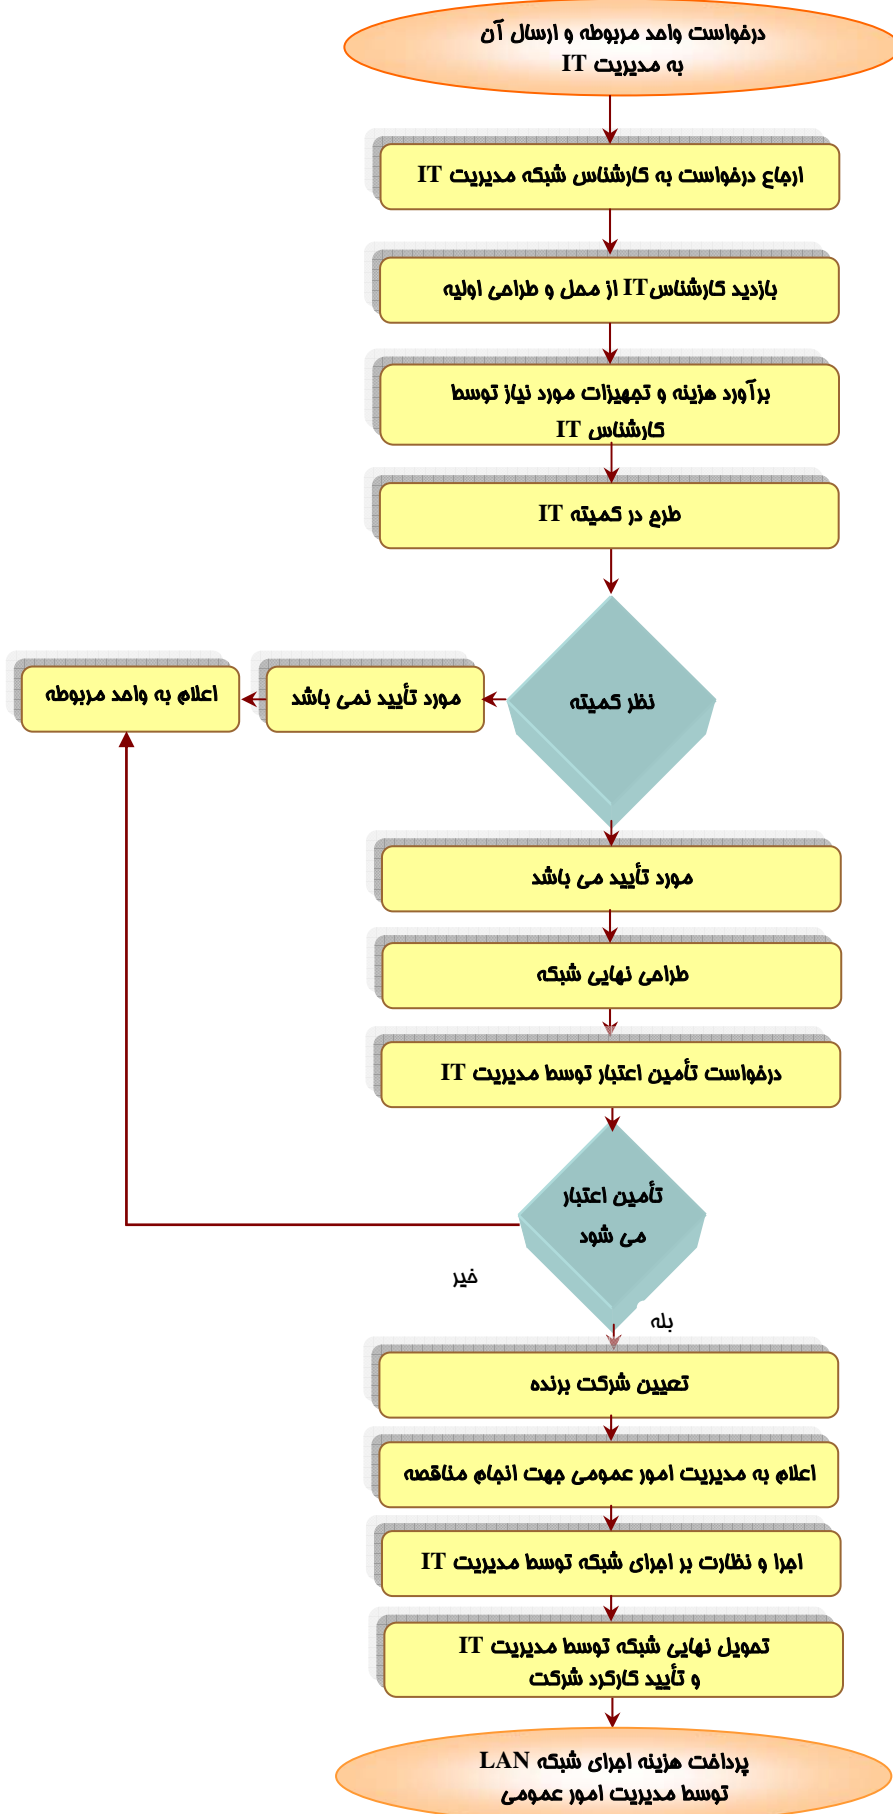 درخواست واحد مربوطه و ارسال آن
به مدیریت IT
ارجاع درخواست به کارشناس شبکه مدیریت IT
بازدید کارشناسIT از محل و طراحی اولیه
برآورد هزینه و تجهیزات مورد نیاز توسط
کارشناس IT
طرح در کمیته IT
نظر کمیته
مورد تأیید نمی باشد
اعلام به واحد مربوطه
مورد تأیید می باشد
طراحی نهایی شبکه
درخواست تأمین اعتبار توسط مدیریت IT
تأمین اعتبار
می شود
خیر
بله
تعیین شرکت برنده
اعلام به مدیریت امور عمومی جهت انجام مناقصه
اجرا و نظارت بر اجرای شبکه توسط مدیریت IT
تحویل نهایی شبکه توسط مدیریت IT
و تأیید کارکرد شرکت
پرداخت هزینه اجرای شبکه LAN
توسط مدیریت امور عمومی